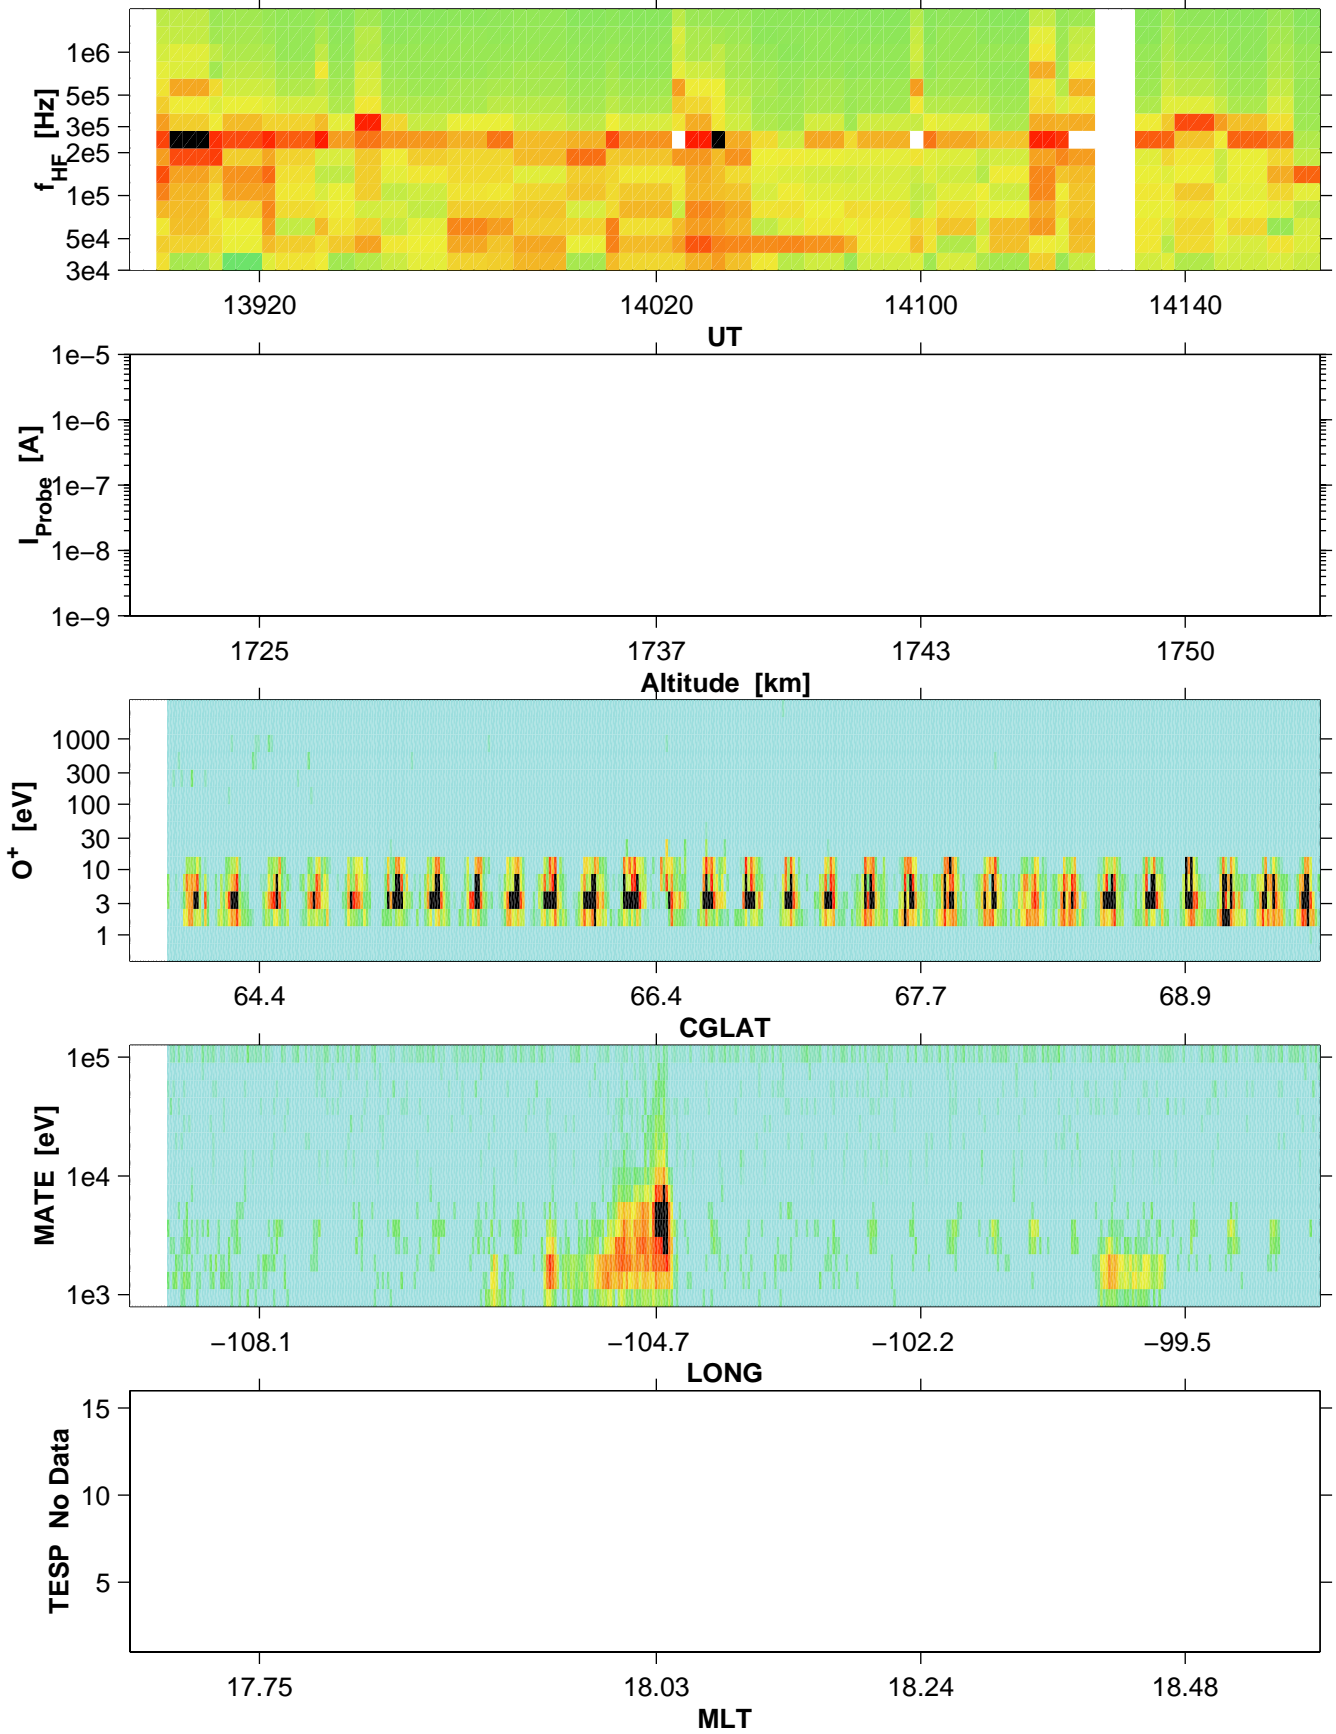 1e6
5e5
3e5
2e5
1e5
5e4
3e4
f_HF [Hz]
13920 14020 14100 14140
UT
1e−5
1e−6
1e−7
1e−8
1e−9
I_Probe [A]
1725 1737 1743 1750
Altitude [km]
1000
300
100
30
10
3
1
O+ [eV]
64.4 66.4 67.7 68.9
CGLAT
1e5
1e4
1e3
MATE [eV]
−108.1 −104.7 −102.2 −99.5
LONG
15
10
5
TESP No Data
17.75 18.03 18.24 18.48
MLT